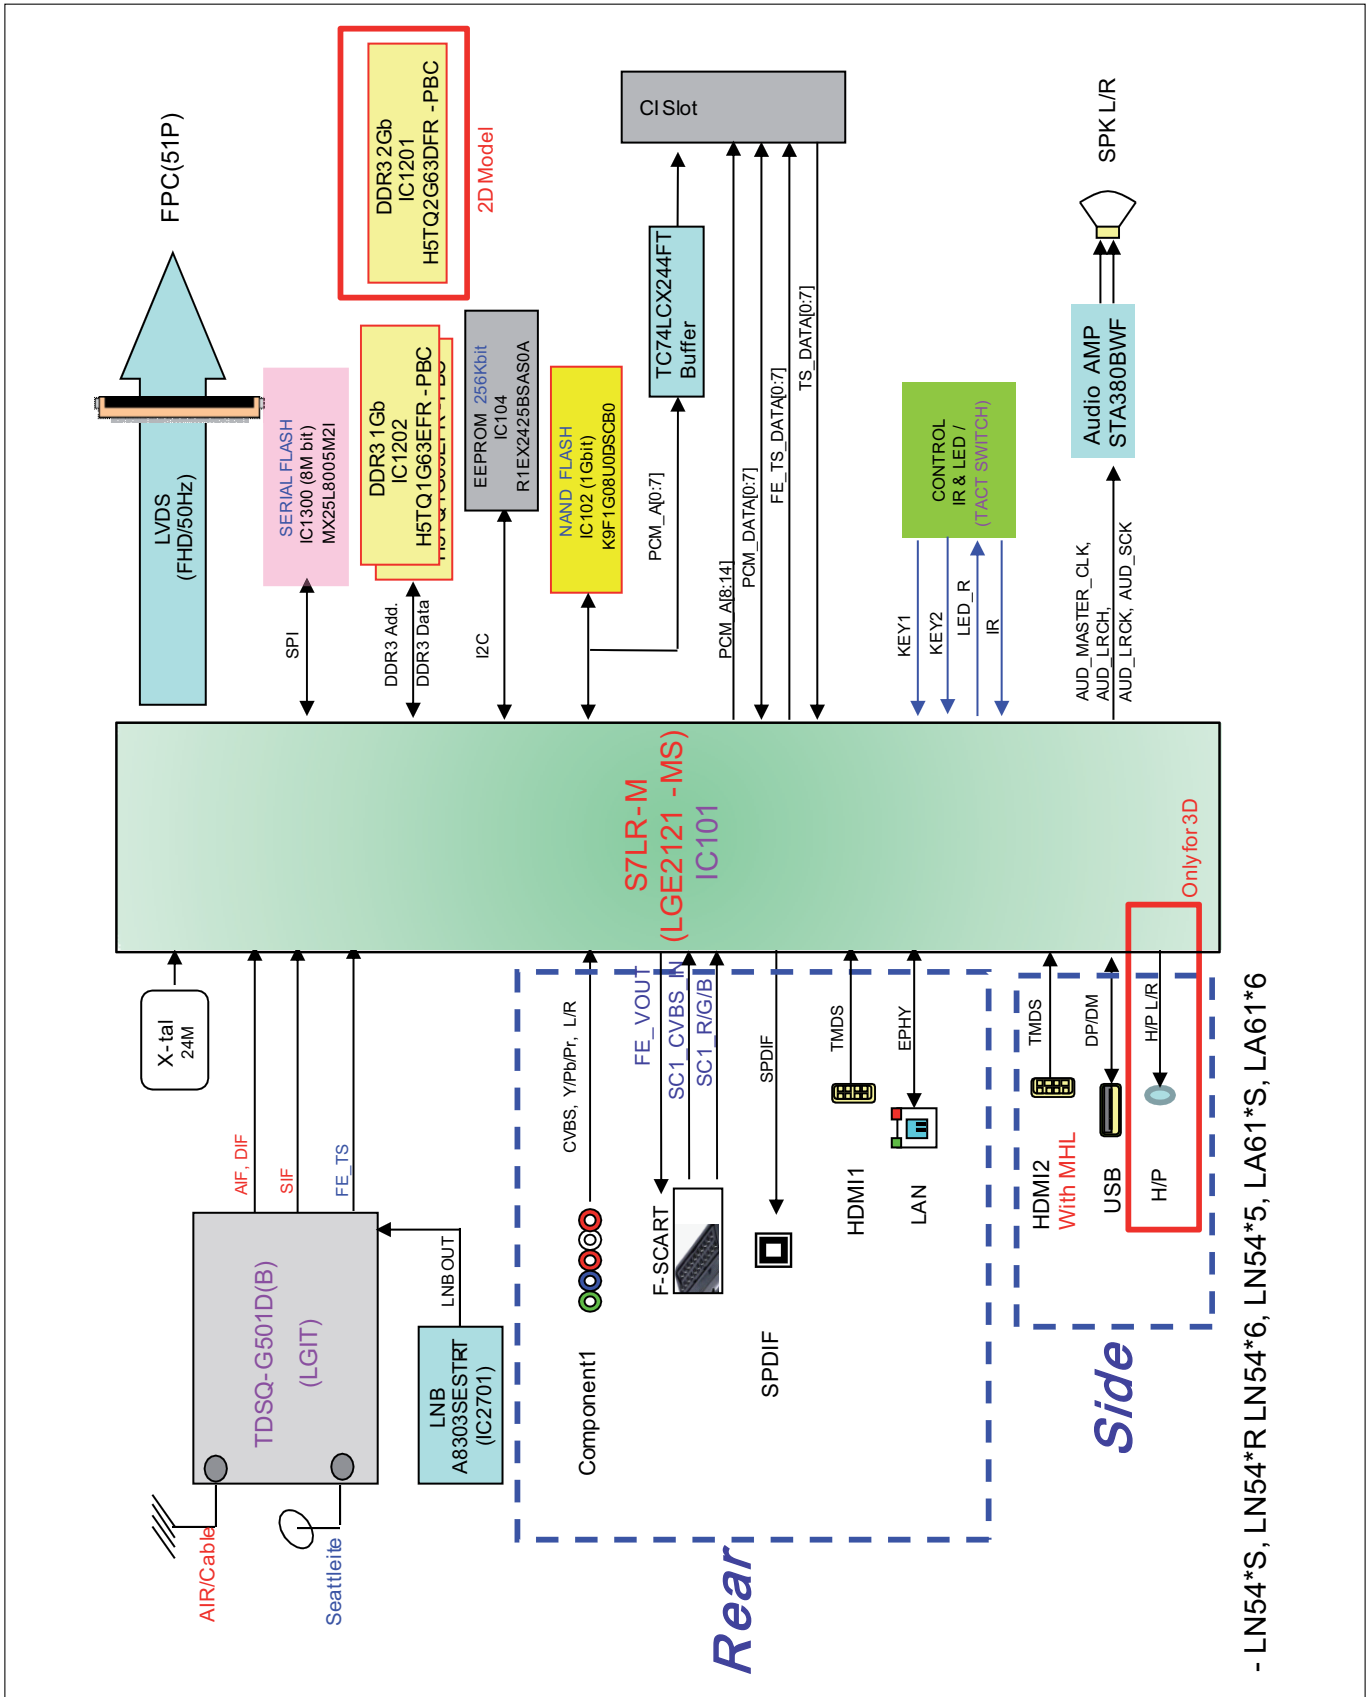 FPC(51P)
LVDS
(FHD/50Hz)
SERIAL FLASH
IC1300 (8M bit)
MX25L8005M2I
SPI
DDR3 2Gb
IC1201
H5TQ2G63DFR -PBC
2D Model
DDR3 1Gb
IC1202
H5TQ1G63EFR -PBC
DDR3 Add.
DDR3 Data
EEPROM 256Kbit
IC104
R1EX2425BSAS0A
I2C
NAND FLASH
IC102 (1Gbit)
K9F1G08U0DSCB0
PCM_A[0:7]
TC74LCX244FT
Buffer
CI Slot
PCM_A[8:14]
PCM_DATA[0:7]
FE_TS_DATA[0:7]
TS_DATA[0:7]
CONTROL
IR & LED /
(TACT SWITCH)
KEY1
KEY2
LED_R
IR
SPK L/R
Audio AMP
STA380BWF
AUD_MASTER_CLK,
AUD_LRCH,
AUD_LRCK, AUD_SCK
S7LR-M
(LGE2121 -MS)
IC101
Only for 3D
X-tal
24M
AIF, DIF
SIF
FE_TS
TDSQ-G501D(B)
(LGIT)
AIR/Cable
Seattleite
LNB OUT
LNB
A8303SESTRT
(IC2701)
CVBS, Y/Pb/Pr, L/R
Component1
FE_VOUT
SC1_CVBS_IN
SC1_R/G/B
F-SCART
SPDIF
SPDIF
TMDS
HDMI1
EPHY
LAN
Rear
TMDS
HDMI2
With MHL
DP/DM
USB
H/P L/R
H/P
Side
- LN54*S, LN54*R LN54*6, LN54*5, LA61*S, LA61*6